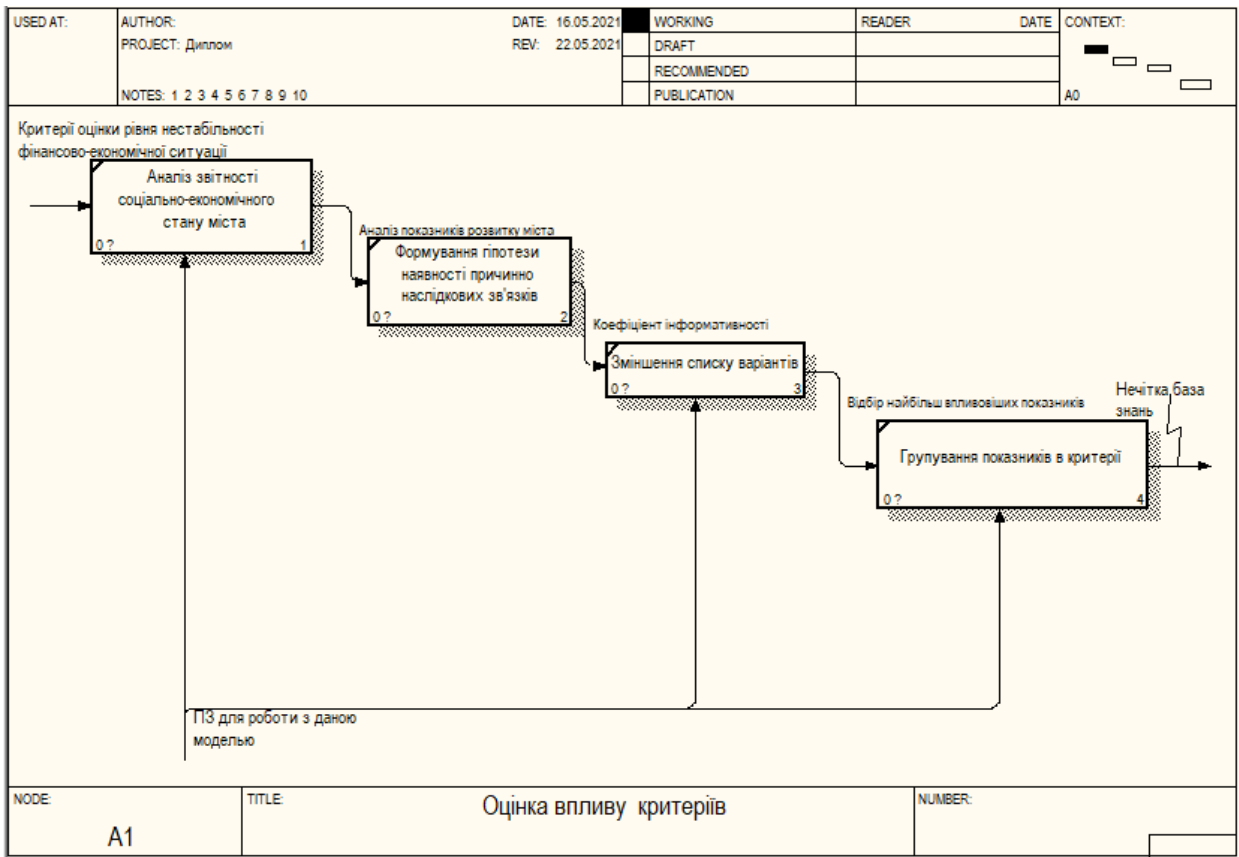 USED AT:
AUTHOR:
DATE: 16.05.2021
WORKING
READER
DATE
CONTEXT:
PROJECT: Диплом
REV: 22.05.2021
DRAFT
RECOMMENDED
NOTES: 1 2 3 4 5 6 7 8 9 10
PUBLICATION
A0
Критерії оцінки рівня нестабільності
фінансово-економічної ситуації
Аналіз звітності
соціально-економічного
стану міста
0 ?
1
Аналіз показників розвитку міста
Формування гіпотези
наявності причинно
наслідкових зв'язків
0 ?
2
Коефіцієнт інформативності
Зміншення списку варіантів
0 ?
3
Відбір найбільш впливовіших показників
Нечітка база
знань
Групування показників в критерії
0 ?
4
ПЗ для роботи з даною
моделью
NODE:
A1
TITLE:
Оцінка впливу критеріїв
NUMBER: